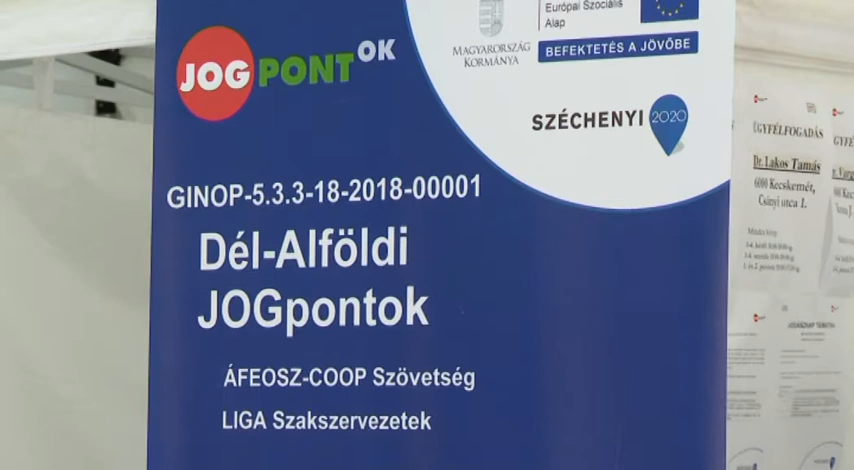 JOGPONTOK
Európai Szociális
Alap
MAGYARORSZÁG
KORMÁNYA
BEFEKTETÉS A JÖVŐBE
SZÉCHENYI 2020
GINOP-5.3.3-18-2018-00001
Dél-Alföldi
JOGpontok
ÁFEOSZ-COOP Szövetség
LIGA Szakszervezetek
ÜGYFÉLFOGADÁS
Dr. Lakos Tamás
6000 Kecskemét,
Csányi utca 1.